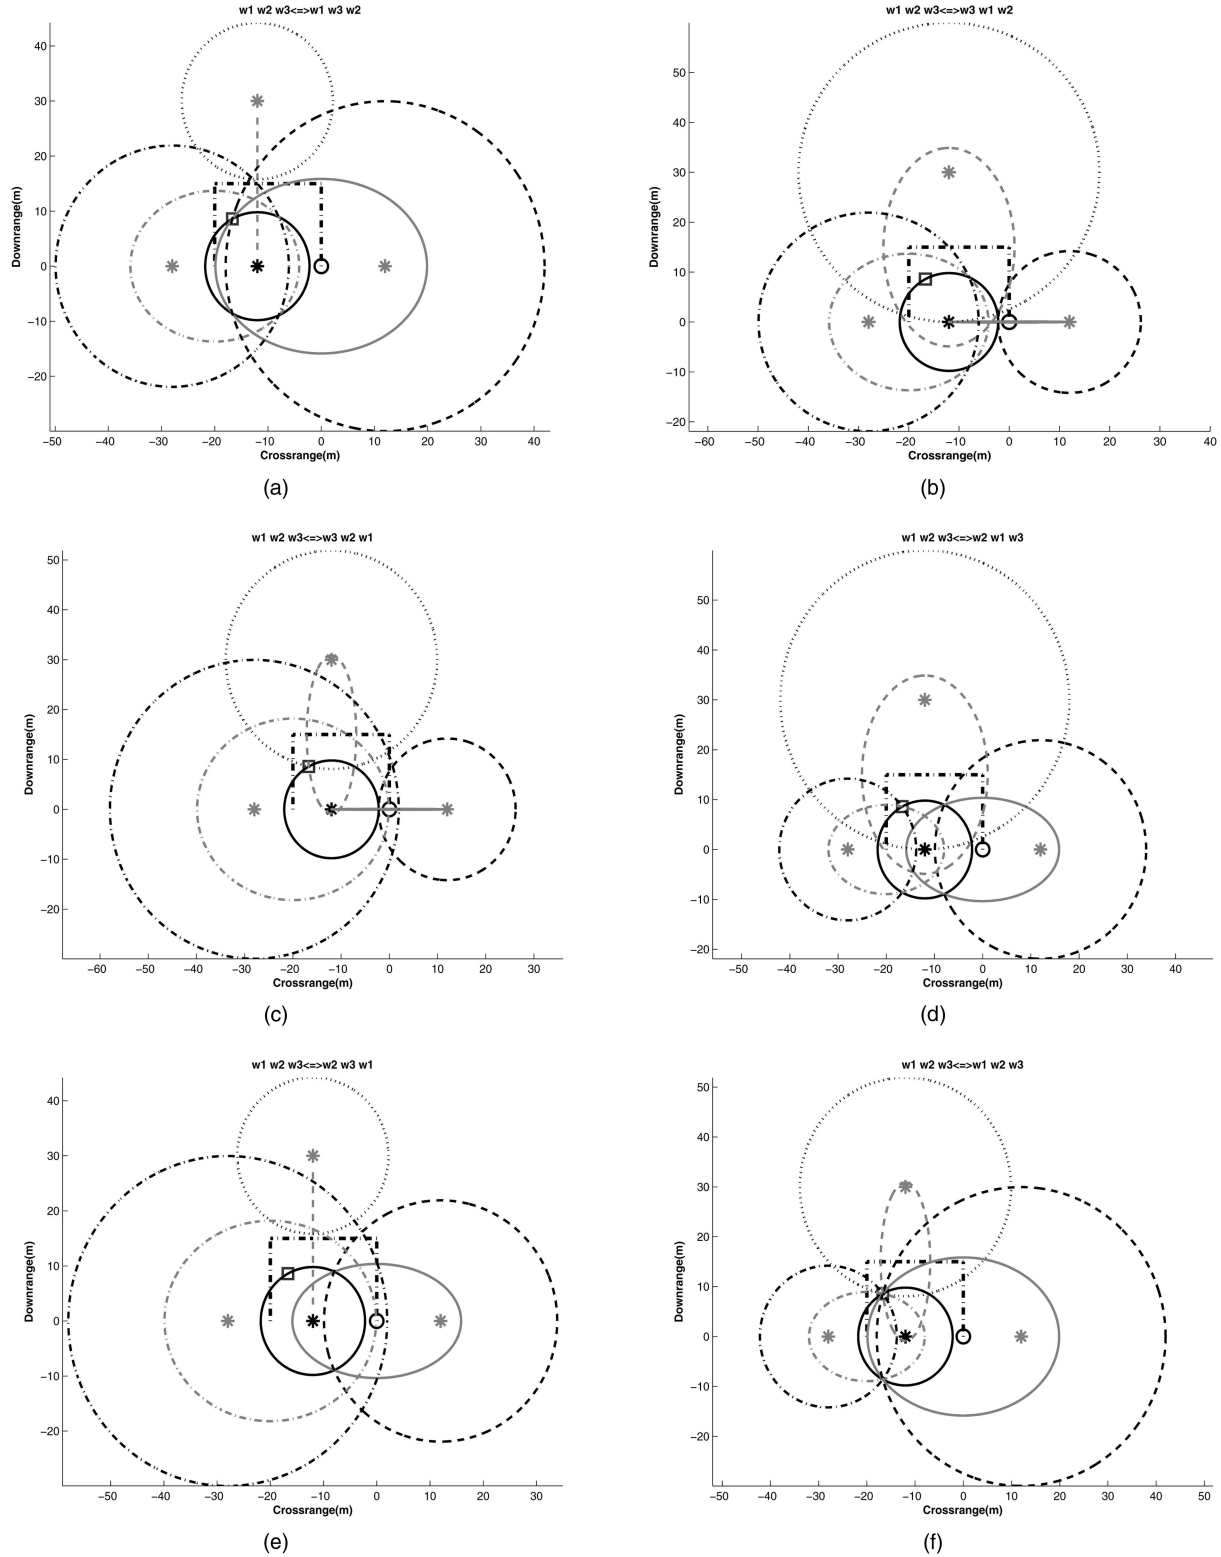 w1 w2 w3<=>w1 w3 w2
40
30
20
10
0
−10
−20
Downrange(m)
−50 −40 −30 −20 −10 0 10 20 30 40
Crossrange(m)
(a)
w1 w2 w3<=>w3 w1 w2
50
40
30
20
10
0
−10
−20
Downrange(m)
−60 −50 −40 −30 −20 −10 0 10 20 30 40
Crossrange(m)
(b)
w1 w2 w3<=>w3 w2 w1
50
40
30
20
10
0
−10
−20
Downrange(m)
−60 −50 −40 −30 −20 −10 0 10 20 30
Crossrange(m)
(c)
w1 w2 w3<=>w2 w1 w3
50
40
30
20
10
0
−10
−20
Downrange(m)
−50 −40 −30 −20 −10 0 10 20 30 40
Crossrange(m)
(d)
w1 w2 w3<=>w2 w3 w1
40
30
20
10
0
−10
−20
Downrange(m)
−50 −40 −30 −20 −10 0 10 20 30
Crossrange(m)
(e)
w1 w2 w3<=>w1 w2 w3
50
40
30
20
10
0
−10
−20
Downrange(m)
−50 −40 −30 −20 −10 0 10 20 30 40 50
Crossrange(m)
(f)